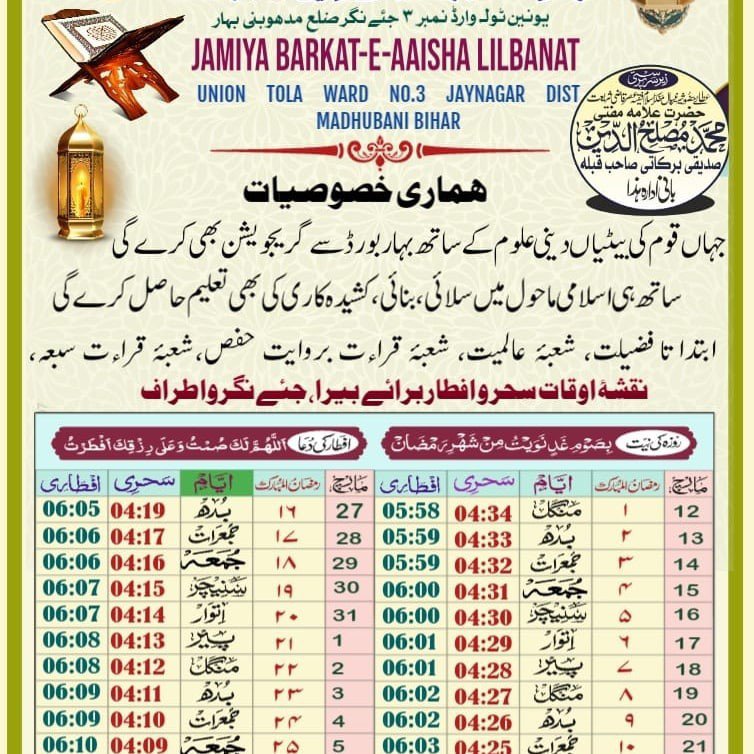 یونین ٹولہ وارڈ نمبر ۳ جئے نگر ضلع مدھوبنی بہار
JAMIYA BARKAT-E-AAISHA LILBANAT
UNION TOLA WARD NO.3 JAYNAGAR DIST
MADHUBANI BIHAR
زیر سرپرستی
حضرت علامہ مفتی
محمد مصلح الدین
صدیقی برکاتی صاحب قبلہ
بانی ادارہ ہذا
ہماری خصوصیات
جہاں قوم کی بیٹیاں دینی علوم کے ساتھ بہار بورڈ سے گریجویشن بھی کرے گی
ساتھ ہی اسلامی ماحول میں سلائی، بنائی، کشیدہ کاری کی بھی تعلیم حاصل کرے گی
ابتدا تا فضیلت، شعبۂ عالمیت، شعبۂ قراءت بروایت حفص، شعبۂ قراءت سبعہ،
نقشۂ اوقات سحر و افطار برائے بیرا، جئے نگر و اطراف
روزہ کی نیت بِصَوْمِ غَدٍ نَوَيْتُ مِنْ شَهْرِ رَمَضَانَ
افطار کی دُعا اَللّٰهُمَّ لَكَ صُمْتُ وَعَلٰى رِزْقِكَ اَفْطَرْتُ
مارچ رمضان المبارک ایام سحری افطاری
12 ۱ منگل 04:34 05:58
13 ۲ بدھ 04:33 05:59
14 ۳ جمعرات 04:32 05:59
15 ۴ جمعہ 04:31 06:00
16 ۵ سنیچر 04:30 06:00
17 ۶ اتوار 04:29 06:01
18 ۷ پیر 04:28 06:01
19 ۸ منگل 04:27 06:02
20 ۹ بدھ 04:26 06:02
21 ۱۰ جمعرات 04:25 06:03
مارچ رمضان المبارک ایام سحری افطاری
27 ۱۶ بدھ 04:19 06:05
28 ۱۷ جمعرات 04:17 06:06
29 ۱۸ جمعہ 04:16 06:06
30 ۱۹ سنیچر 04:15 06:07
31 ۲۰ اتوار 04:14 06:07
1 ۲۱ پیر 04:13 06:08
2 ۲۲ منگل 04:12 06:08
3 ۲۳ بدھ 04:11 06:09
4 ۲۴ جمعرات 04:10 06:09
5 ۲۵ جمعہ 04:09 06:10